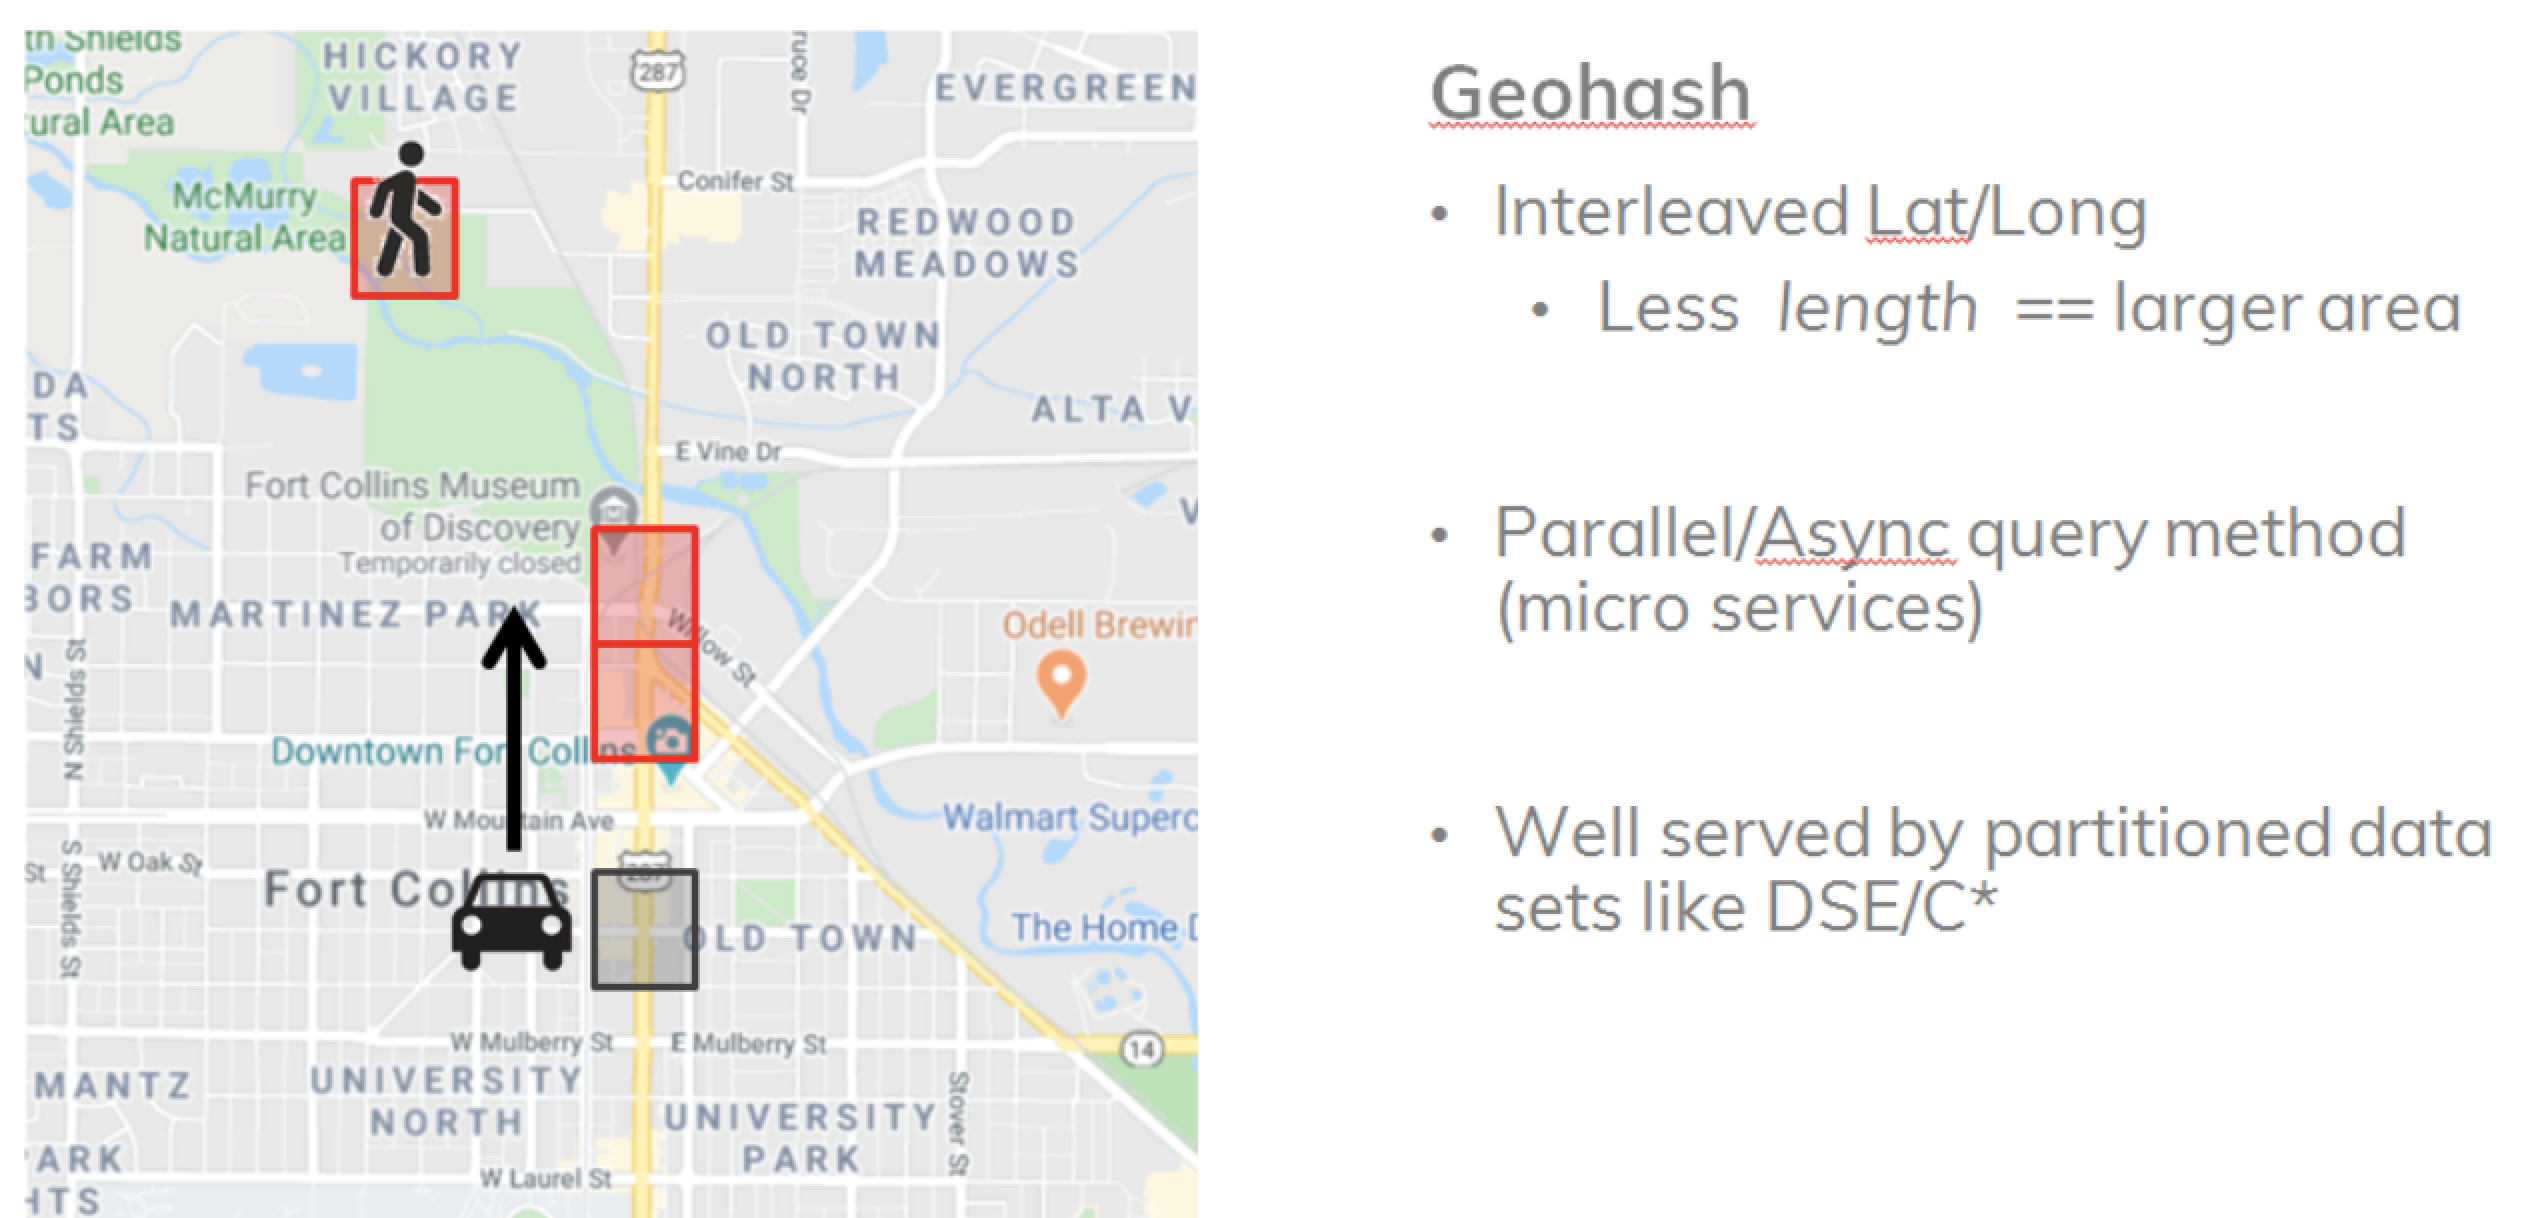 th Shields
Ponds
ural Area
HICKORY
VILLAGE
287
ruce Dr
EVERGREEN
McMurry
Natural Area
Conifer St
REDWOOD
MEADOWS
OLD TOWN
NORTH
DA
TS
ALTA V
E Vine Dr
Fort Collins Museum
of Discovery
Temporarily closed
V
FARM
BORS
MARTINEZ PARK
Willow St
Odell Brewin
N
N Shields St
Downtown Fort Collins
W Mountain Ave
Walmart Superc
St
W Oak St
S Shields St
Fort Collins
287
OLD TOWN
The Home D
W Mulberry St
E Mulberry St
14
MANTZ
UNIVERSITY
NORTH
UNIVERSITY
PARK
Stover St
ARK
HTS
W Laurel St
Geohash
• Interleaved Lat/Long
• Less length == larger area
• Parallel/Async query method
(micro services)
• Well served by partitioned data
sets like DSE/C*